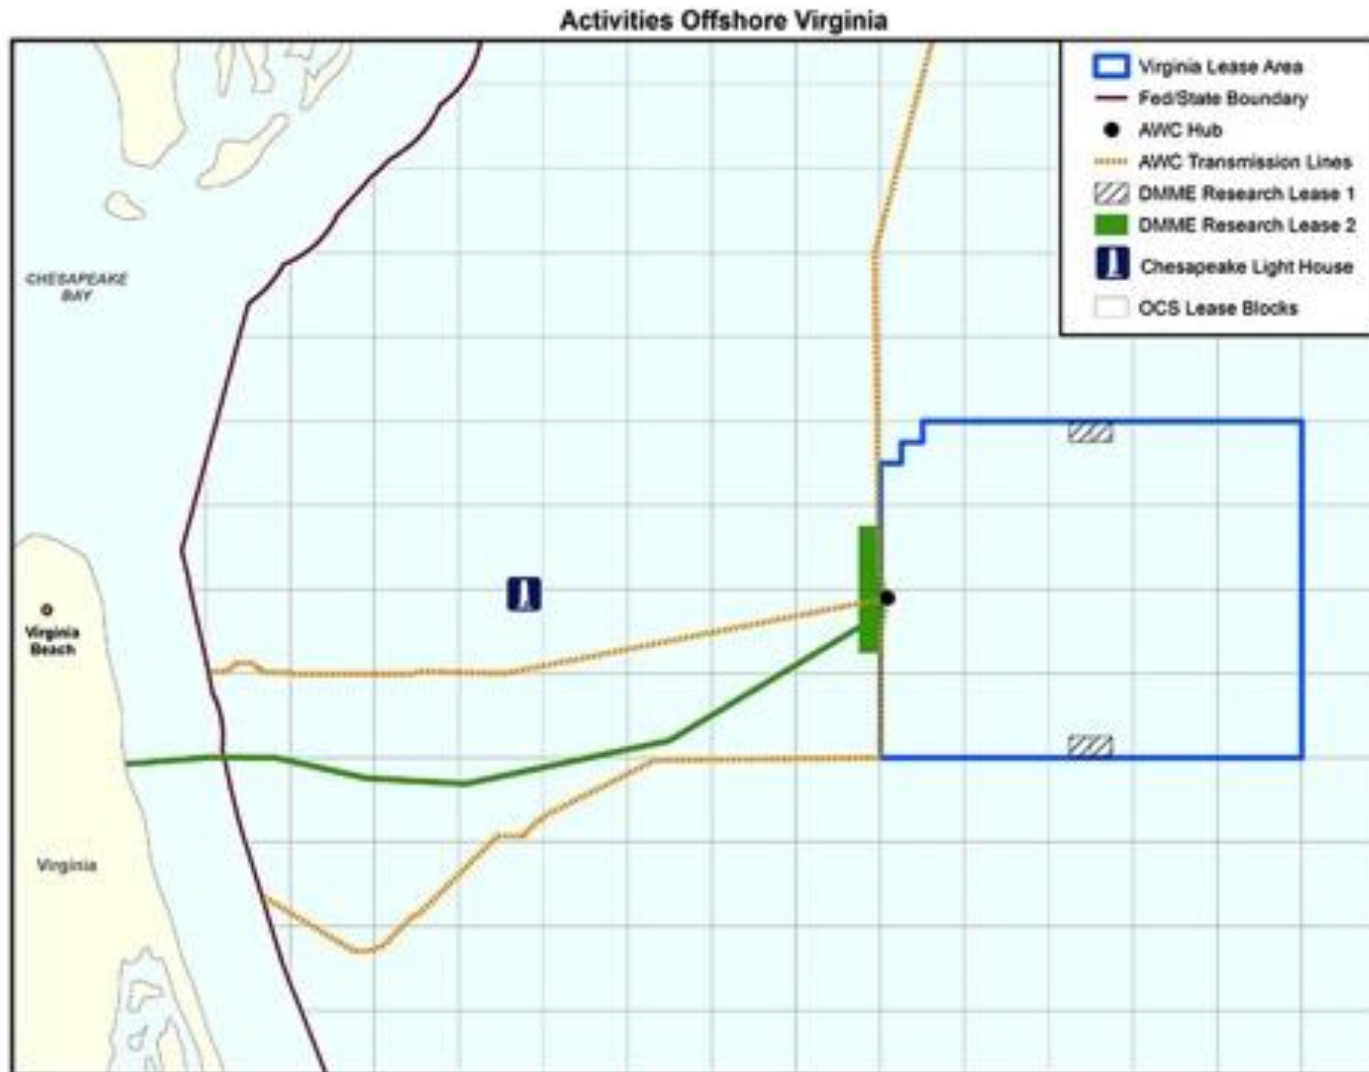 Activities Offshore Virginia
Virginia Lease Area
Fed/State Boundary
AWC Hub
AWC Transmission Lines
DMME Research Lease 1
DMME Research Lease 2
Chesapeake Light House
OCS Lease Blocks
CHESAPEAKE
BAY
Virginia
Beach
Virginia